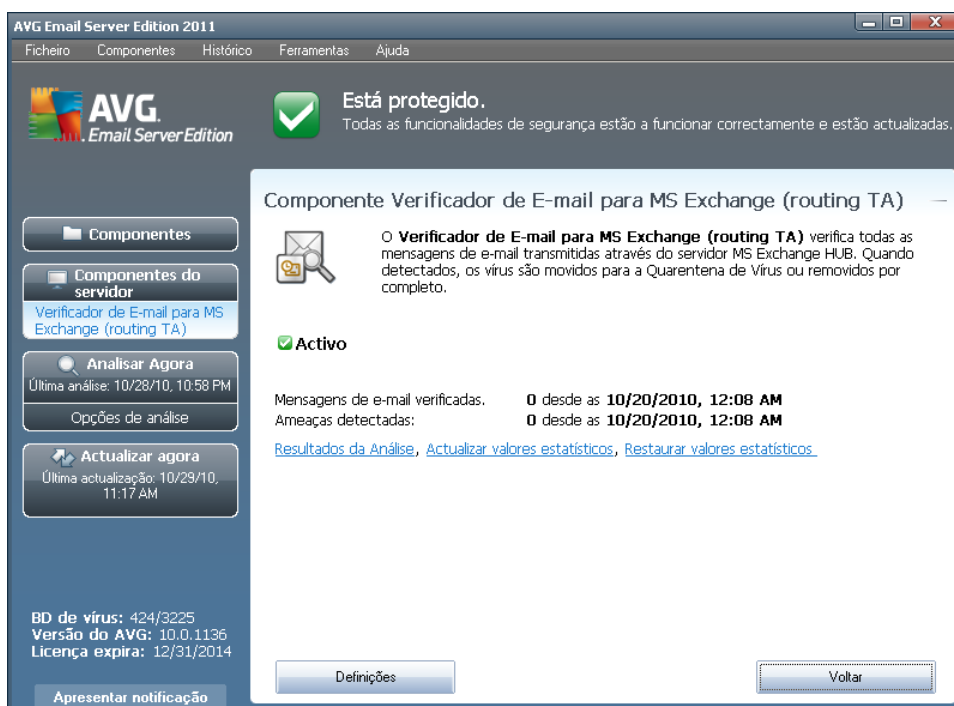 AVG Email Server Edition 2011
Ficheiro Componentes Histórico Ferramentas Ajuda
AVG.
Email Server Edition
Está protegido.
Todas as funcionalidades de segurança estão a funcionar correctamente e estão actualizadas.
Componentes
Componentes do
servidor
Verificador de E-mail para MS
Exchange (routing TA)
Analisar Agora
Última análise: 10/28/10, 10:58 PM
Opções de análise
Actualizar agora
Última actualização: 10/29/10,
11:17 AM
BD de vírus: 424/3225
Versão do AVG: 10.0.1136
Licença expira: 12/31/2014
Apresentar notificação
Componente Verificador de E-mail para MS Exchange (routing TA)
O Verificador de E-mail para MS Exchange (routing TA) verifica todas as
mensagens de e-mail transmitidas através do servidor MS Exchange HUB. Quando
detectados, os vírus são movidos para a Quarentena de Vírus ou removidos por
completo.
Activo
Mensagens de e-mail verificadas. 0 desde as 10/20/2010, 12:08 AM
Ameaças detectadas: 0 desde as 10/20/2010, 12:08 AM
Resultados da Análise, Actualizar valores estatísticos, Restaurar valores estatísticos
Definições
Voltar